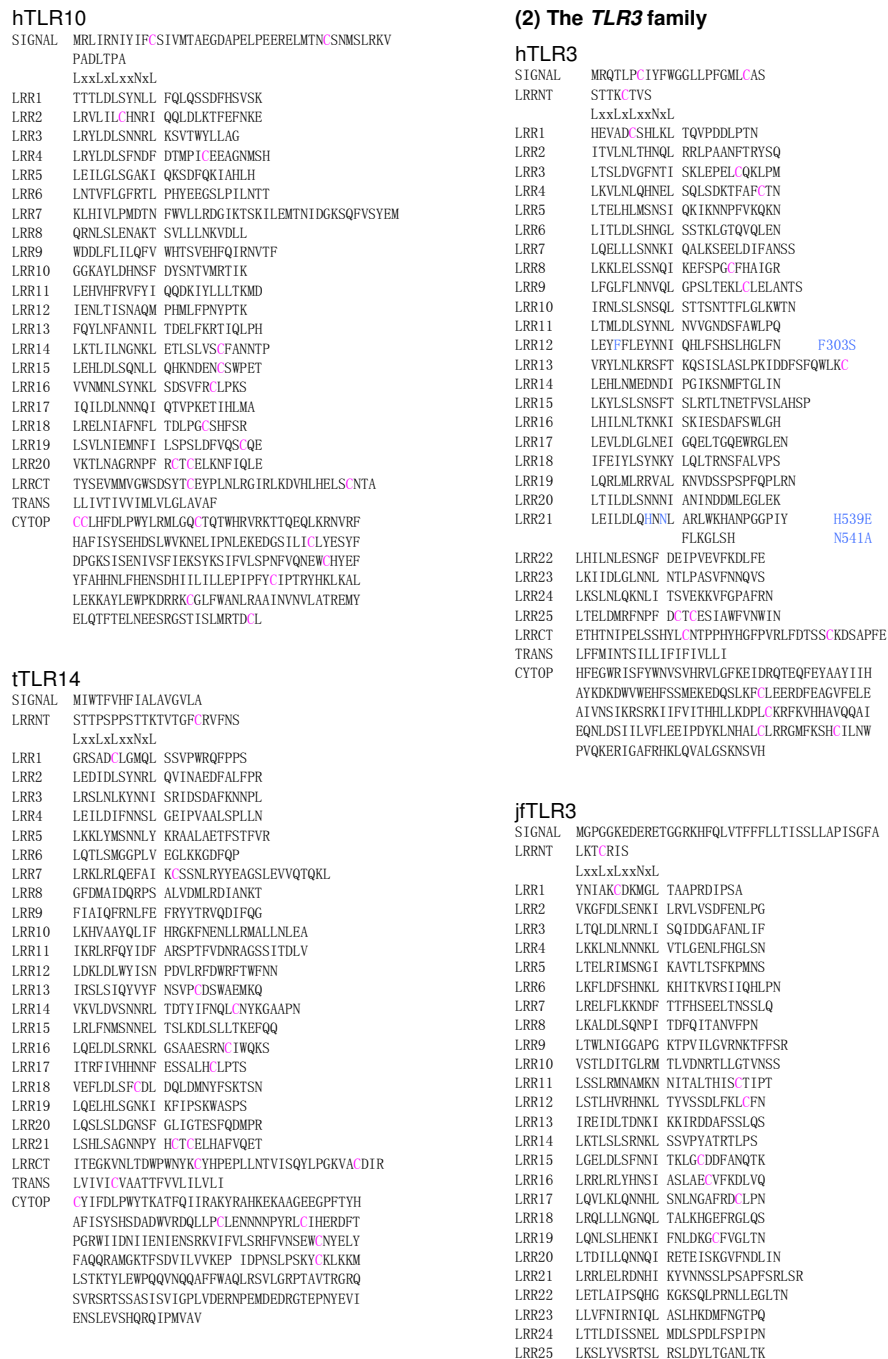 hTLR10
SIGNAL MRLIRNIYIFCSIVMTAEGDAPELPEERELMTNCSNMSLRKV
PADLTPA
LxxLxLxxNxL
LRR1 TTTLDLSYNLL FQLQSSDFHSVSK
LRR2 LRVLILCHNRI QQLDLKTFEFNKE
LRR3 LRYLDLSNNRL KSVTWYLLAG
LRR4 LRYLDLSFNDF DTMPICEEAGNMSH
LRR5 LEILGLSGAKI QKSDFQKIAHLH
LRR6 LNTVFLGFRTL PHYEEGSLPILNTT
LRR7 KLHIVLPMDTN FWVLLRDGIKTSKILEMTNIDGKSQFVSYEM
LRR8 QRNLSLENAKT SVLLLNKVDLL
LRR9 WDDLFLILQFV WHTSVEHFQIRNVTF
LRR10 GGKAYLDHNSF DYSNTVMRTIK
LRR11 LEHVHFRVFYI QQDKIYLLLTKMD
LRR12 IENLTISNAQM PHMLFPNYPTK
LRR13 FQYLNFANNIL TDELFKRTIQLPH
LRR14 LKTLILNGNKL ETLSLVSCFANNTP
LRR15 LEHLDLSQNLL QHKNDENCSWPET
LRR16 VVNMNLSYNKL SDSVFRCLPKS
LRR17 IQILDLNNNQI QTVPKETIHLMA
LRR18 LRELNIAFNFL TDLPGCSHFSR
LRR19 LSVLNIEMNFI LSPSLDFVQSCQE
LRR20 VKTLNAGRNPF RCTCELKNFIQLE
LRRCT TYSEVMMVGWSDSYTCEYPLNLRGIRLKDVHLHELSCNTA
TRANS LLIVTIVVIMLVLGLAVAF
CYTOP CCLHFDLPWYLRMLGQCTQTWHRVRKTTQEQLKRNVRF
HAFISYSEHDSLWVKNELIPNLEKEDGSILICLYESYF
DPGKSISENIVSFIEKSYKSIFVLSPNFVQNEWCHYEF
YFAHHNLFHENSDHIILILLEPIPFYCIPTRYHKLKAL
LEKKAYLEWPKDRRKCGLFWANLRAAINVNVLATREMY
ELQTFTELNEESRGSTISLMRTDCL
tTLR14
SIGNAL MIWTFVHFIALAVGVLA
LRRNT STTPSPPSTTKTVTGFCRVFNS
LxxLxLxxNxL
LRR1 GRSADCLGMQL SSVPWRQFPPS
LRR2 LEDIDLSYNRL QVINAEDFALFPR
LRR3 LRSLNLKYNNI SRIDSDAFKNNPL
LRR4 LEILDIFNNSL GEIPVAALSPLLN
LRR5 LKKLYMSNNLY KRAALAETFSTFVR
LRR6 LQTLSMGGPLV EGLKKGDFQP
LRR7 LRKLRLQEFAI KCSSNLRYYEAGSLEVVQTQKL
LRR8 GFDMAIDQRPS ALVDMLRDIANKT
LRR9 FIAIQFRNLFE FRYYTRVQDIFQG
LRR10 LKHVAAYQLIF HRGKFNENLLRMALLNLEA
LRR11 IKRLRFQYIDF ARSPTFVDNRAGSSITDLV
LRR12 LDKLDLWYISN PDVLRFDWRFTWFNN
LRR13 IRSLSIQYVYF NSVPCDSWAEMKQ
LRR14 VKVLDVSNNRL TDTYIFNQLCNYKGAAPN
LRR15 LRLFNMSNNEL TSLKDLSLLTKEFQQ
LRR16 LQELDLSRNKL GSAAESRNCIWQKS
LRR17 ITRFIVHHNNF ESSALHCLPTS
LRR18 VEFLDLSFCDL DQLDMNYFSKTSN
LRR19 LQELHLSGNKI KFIPSKWASPS
LRR20 LQSLSLDGNSF GLIGTESFQDMPR
LRR21 LSHLSAGNNPY HCTCELHAFVQET
LRRCT ITEGKVNLTDWPWNYKCYHPEPLLNTVISQYLPGKVACDIR
TRANS LVIVICVAATTFVVLILVLI
CYTOP CYIFDLPWYTKATFQIIRAKYRAHKEKAAGEEGPFTYH
AFISYSHSDADWVRDQLLPCLENNNNPYRLCIHERDFT
PGRWIIDNIIENIENSRKVIFVLSRHFVNSEWCNYELY
FAQQRAMGKTFSDVILVVKEP IDPNSLPSKYCKLKKM
LSTKTYLEWPQQVNQQAFFWAQLRSVLGRPTAVTRGRQ
SVRSRTSSASISVIGPLVDERNPEMDEDRGTEPNYEVI
ENSLEVSHQRQIPMVAV
(2) The TLR3 family
hTLR3
SIGNAL MRQTLPCIYFWGGLLPFGMLCAS
LRRNT STTKCTVS
LxxLxLxxNxL
LRR1 HEVADCSHLKL TQVPDDLPTN
LRR2 ITVLNLTHNQL RRLPAANFTRYSQ
LRR3 LTSLDVGFNTI SKLEPELCQKLPM
LRR4 LKVLNLQHNEL SQLSDKTFAFCTN
LRR5 LTELHLMSNSI QKIKNNPFVKQKN
LRR6 LITLDLSHNGL SSTKLGTQVQLEN
LRR7 LQELLLSNNKI QALKSEELDIFANSS
LRR8 LKKLELSSNQI KEFSPGCFHAIGR
LRR9 LFGLFLNNVQL GPSLTEKLCLELANTS
LRR10 IRNLSLSNSQL STTSNTTFLGLKWTN
LRR11 LTMLDLSYNNL NVVGNDSFAWLPQ
LRR12 LEYFFLEYNNI QHLFSHSLHGLFN F303S
LRR13 VRYLNLKRSFT KQSISLASLPKIDDFSFQWLKC
LRR14 LEHLNMEDNDI PGIKSNMFTGLIN
LRR15 LKYLSLSNSFT SLRTLTNETFVSLAHSP
LRR16 LHILNLTKNKI SKIESDAFSWLGH
LRR17 LEVLDLGLNEI GQELTGQEWRGLEN
LRR18 IFEIYLSYNKY LQLTRNSFALVPS
LRR19 LQRLMLRRVAL KNVDSSPSPFQPLRN
LRR20 LTILDLSNNNI ANINDDMLEGLEK
LRR21 LEILDLQHNNL ARLWKHANPGGPIY H539E
FLKGLSH N541A
LRR22 LHILNLESNGF DEIPVEVFKDLFE
LRR23 LKIIDLGLNNL NTLPASVFNNQVS
LRR24 LKSLNLQKNLI TSVEKKVFGPAFRN
LRR25 LTELDMRFNPF DCTCESIAWFVNWIN
LRRCT ETHTNIPELSSHYLCNTPPHYHGFPVRLFDTSSCKDSAPFE
TRANS LFFMINTSILLIFIFIVLLI
CYTOP HFEGWRISFYWNVSVHRVLGFKEIDRQTEQFEYAAYIIH
AYKDKDWVWEHFSSMEKEDQSLKFCLEERDFEAGVFELE
AIVNSIKRSRKIIFVITHHLLKDPLCKRFKVHHAVQQAI
EQNLDSIILVFLEEIPDYKLNHALCLRRGMFKSHCILNW
PVQKERIGAFRHKLQVALGSKNSVH
jfTLR3
SIGNAL MGPGGKEDERETGGRKHFQLVTFFFLLTISSLLAPISGFA
LRRNT LKTCRIS
LxxLxLxxNxL
LRR1 YNIAKCDKMGL TAAPRDIPSA
LRR2 VKGFDLSENKI LRVLVSDFENLPG
LRR3 LTQLDLNRNLI SQIDDGAFANLIF
LRR4 LKKLNLNNNKL VTLGENLFHGLSN
LRR5 LTELRIMSNGI KAVTLTSFKPMNS
LRR6 LKFLDFSHNKL KHITKVRSIIQHLPN
LRR7 LRELFLKKNDF TTFHSEELTNSSLQ
LRR8 LKALDLSQNPI TDFQITANVFPN
LRR9 LTWLNIGGAPG KTPVILGVRNKTFFSR
LRR10 VSTLDITGLRM TLVDNRTLLGTVNSS
LRR11 LSSLRMNAMKN NITALTHISCTIPT
LRR12 LSTLHVRHNKL TYVSSDLFKLCFN
LRR13 IREIDLTDNKI KKIRDDAFSSLQS
LRR14 LKTLSLSRNKL SSVPYATRTLPS
LRR15 LGELDLSFNNI TKLGCDDFANQTK
LRR16 LRRLRLYHNSI ASLAECVFKDLVQ
LRR17 LQVLKLQNNHL SNLNGAFRDCLPN
LRR18 LRQLLLNGNQL TALKHGEFRGLQS
LRR19 LQNLSLHENKI FNLDKGCFVGLTN
LRR20 LTDILLQNNQI RETEISKGVFNDLIN
LRR21 LRRLELRDNHI KYVNNSSLPSAPFSRLSR
LRR22 LETLAIPSQHG KGKSQLPRNLLEGLTN
LRR23 LLVFNIRNIQL ASLHKDMFNGTPQ
LRR24 LTTLDISSNEL MDLSPDLFSPIPN
LRR25 LKSLYVSRTSL RSLDYLTGANLTK